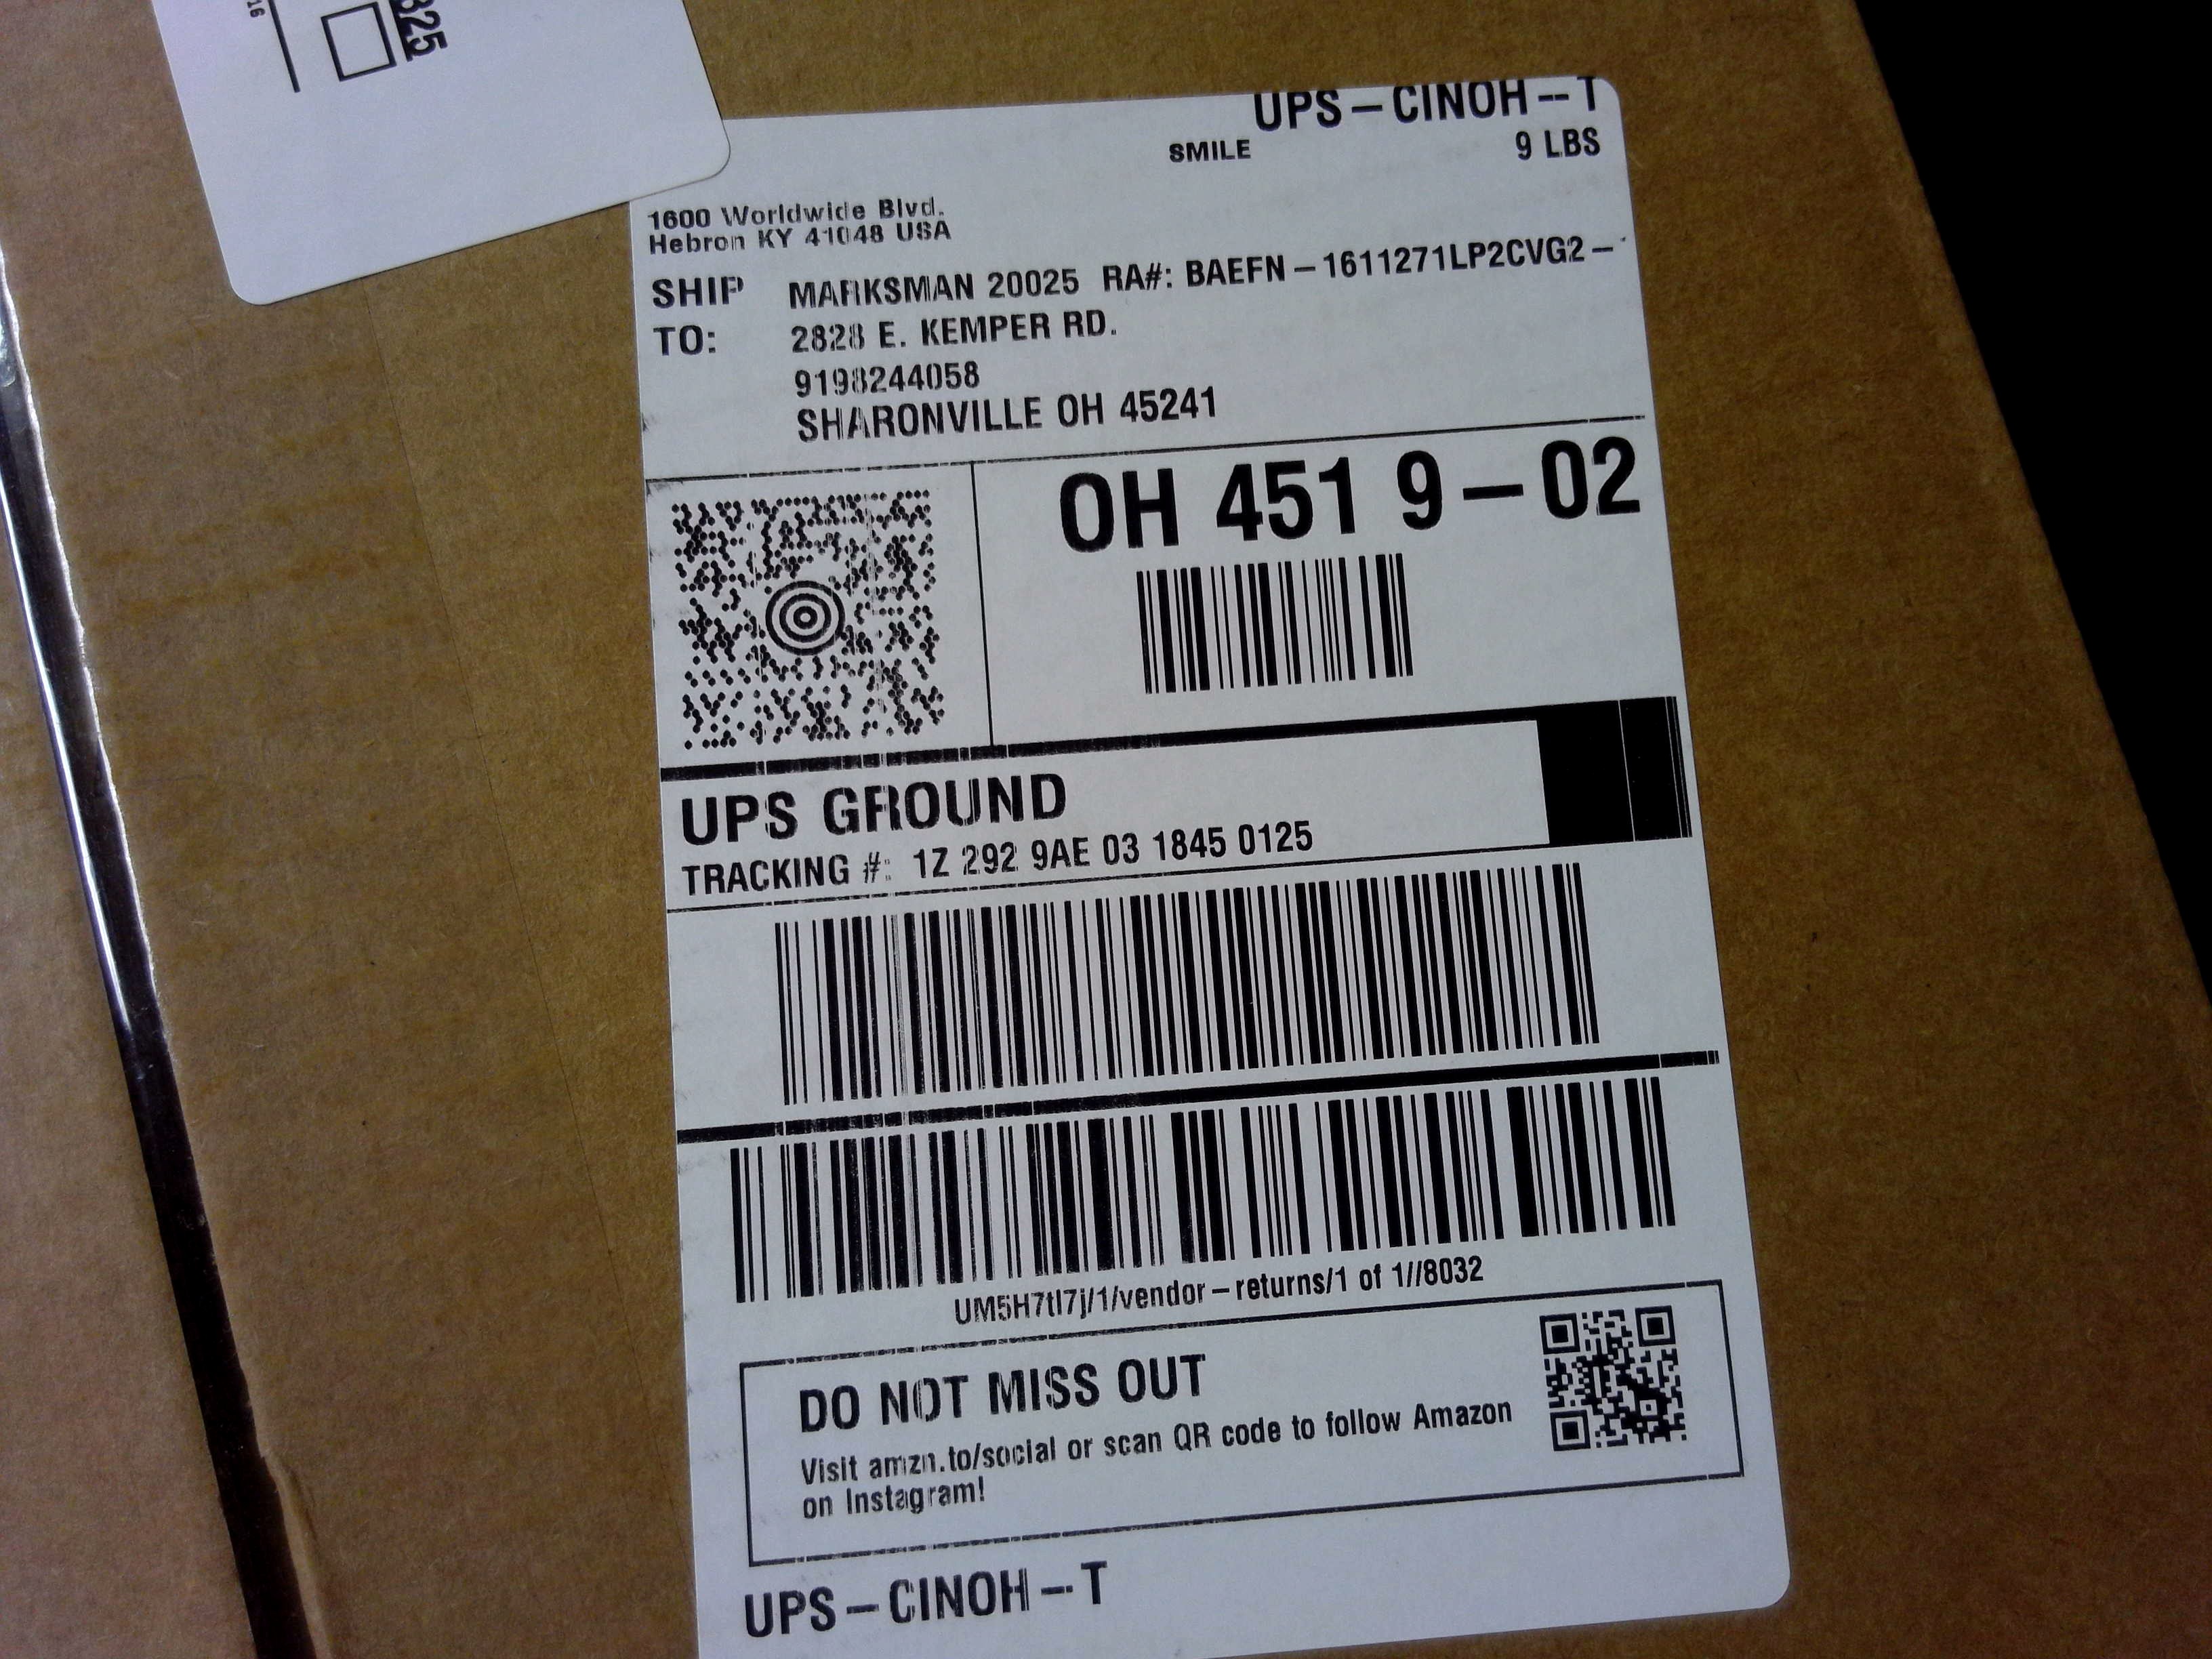 16
825
UPS-CINOH--T
SMILE
9 LBS
1600 Worldwide Blvd.
Hebron KY 41048 USA
SHIP TO:
MARKSMAN 20025 RA#: BAEFN-1611271LP2CVG2-
2828 E. KEMPER RD.
9198244058
SHARONVILLE OH 45241
OH 451 9-02
UPS GROUND
TRACKING #: 1Z 292 9AE 03 1845 0125
UM5H7tI7j/1/vendor-returns/1 of 1//8032
DO NOT MISS OUT
Visit amzn.to/social or scan QR code to follow Amazon
on Instagram!
UPS-CINOH--T